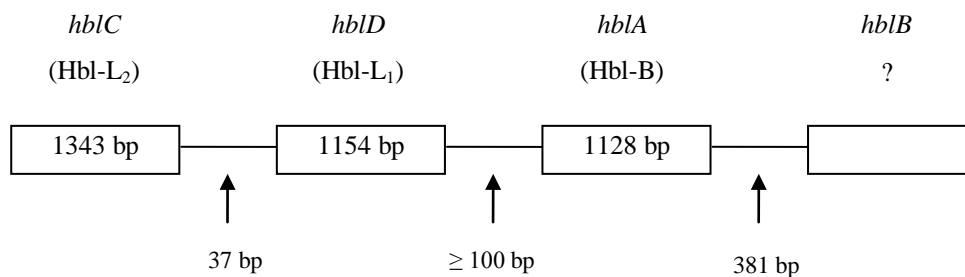 hblC hblD hblA hblB
(Hbl-L₂) (Hbl-L₁) (Hbl-B) ?
1343 bp 1154 bp 1128 bp
37 bp ≥ 100 bp 381 bp